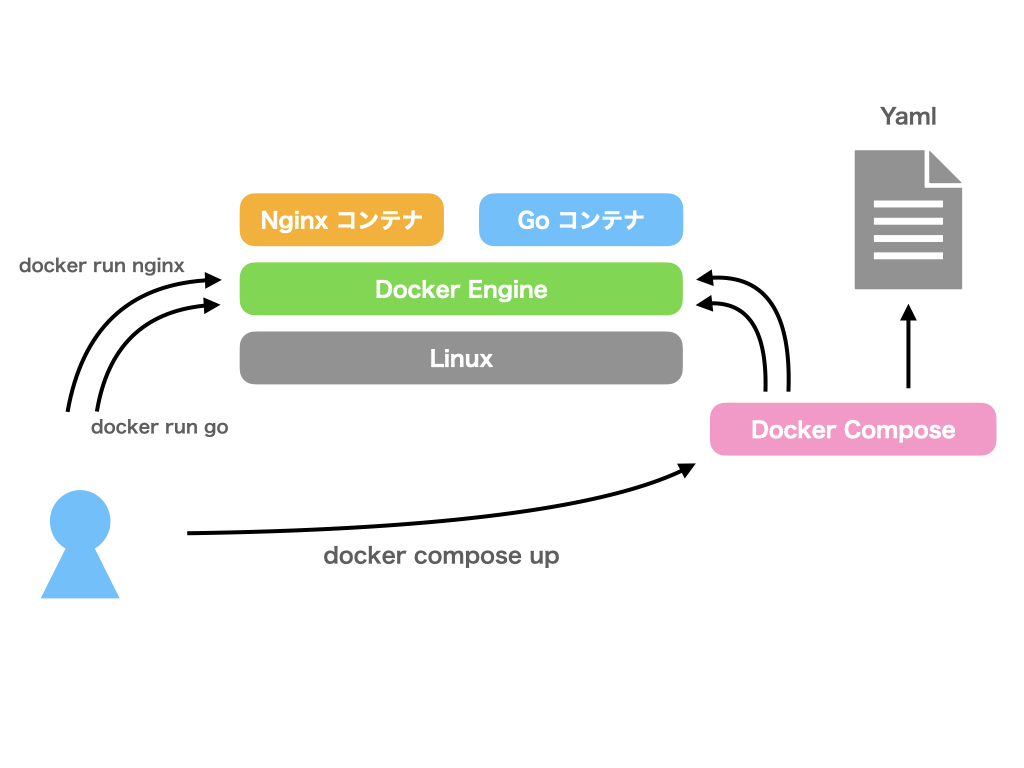 Yaml
Nginx コンテナ
Go コンテナ
docker run nginx
Docker Engine
Linux
docker run go
Docker Compose
docker compose up